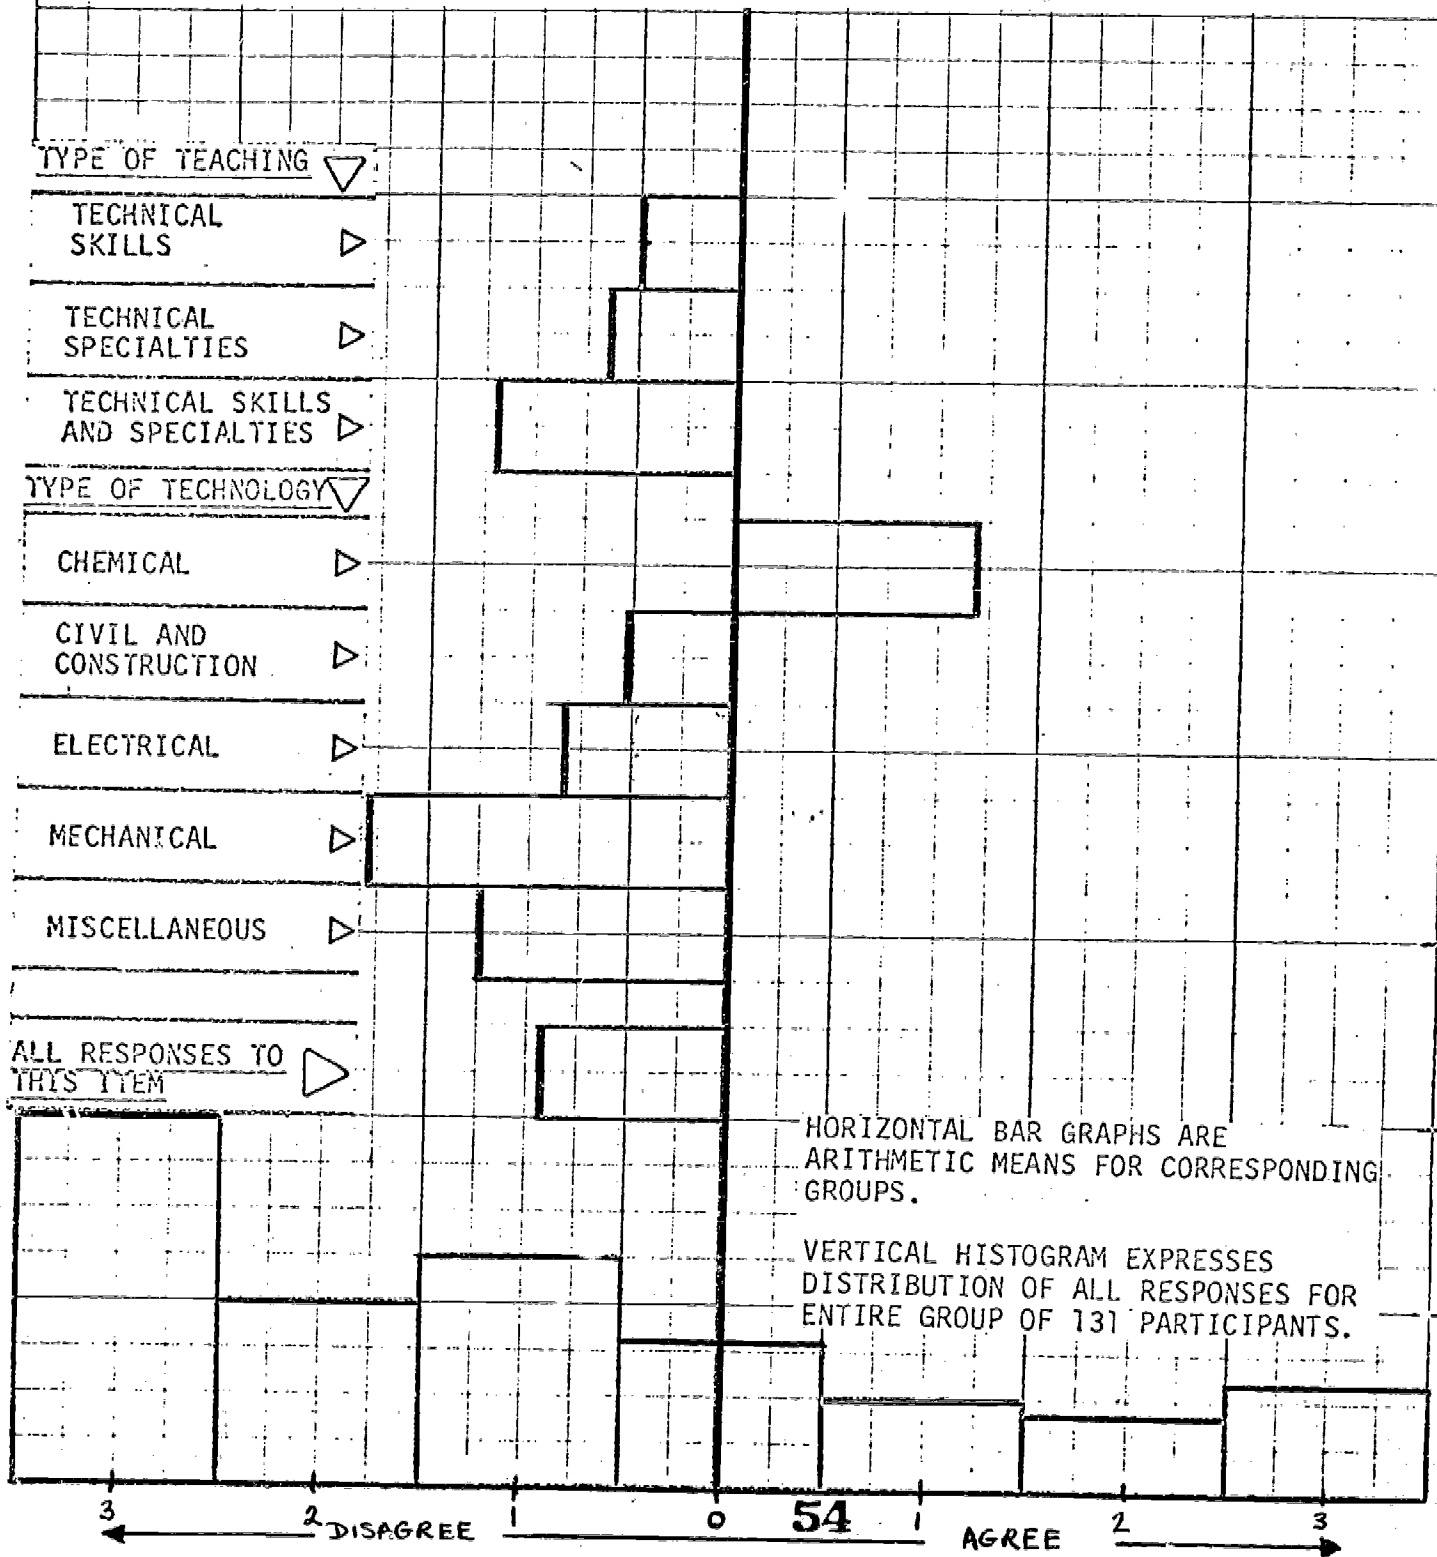 TYPE OF TEACHING
TECHNICAL
SKILLS
TECHNICAL
SPECIALTIES
TECHNICAL SKILLS
AND SPECIALTIES
TYPE OF TECHNOLOGY
CHEMICAL
CIVIL AND
CONSTRUCTION
ELECTRICAL
MECHANICAL
MISCELLANEOUS
ALL RESPONSES TO
THIS ITEM
HORIZONTAL BAR GRAPHS ARE
ARITHMETIC MEANS FOR CORRESPONDING
GROUPS.
VERTICAL HISTOGRAM EXPRESSES
DISTRIBUTION OF ALL RESPONSES FOR
ENTIRE GROUP OF 131 PARTICIPANTS.
3 2 1 0 54 1 2 3
DISAGREE AGREE